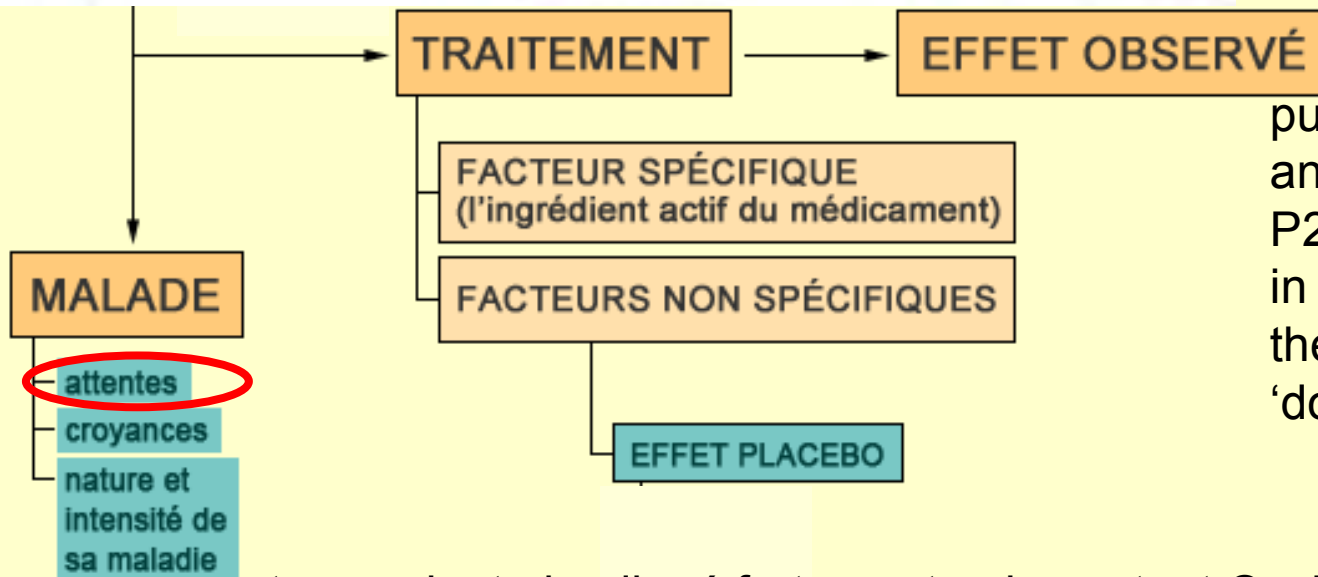 TRAITEMENT
EFFET OBSERVÉ
FACTEUR SPÉCIFIQUE
(l'ingrédient actif du médicament)
FACTEURS NON SPÉCIFIQUES
EFFET PLACEBO
MALADE
attentes
croyances
nature et
intensité de
sa maladie
in